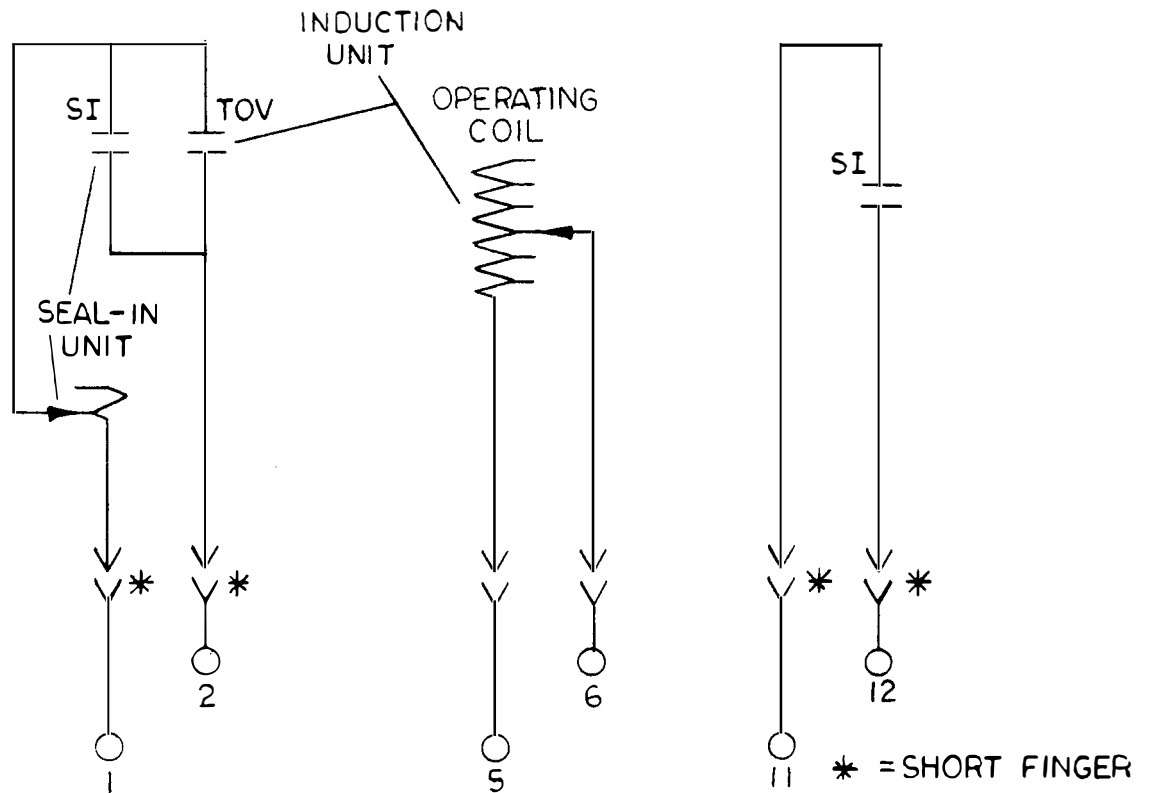 INDUCTION
UNIT
SI
TOV
OPERATING
COIL
SI
SEAL-IN
UNIT
*
*
*
*
2
6
12
1
5
11
* = SHORT FINGER